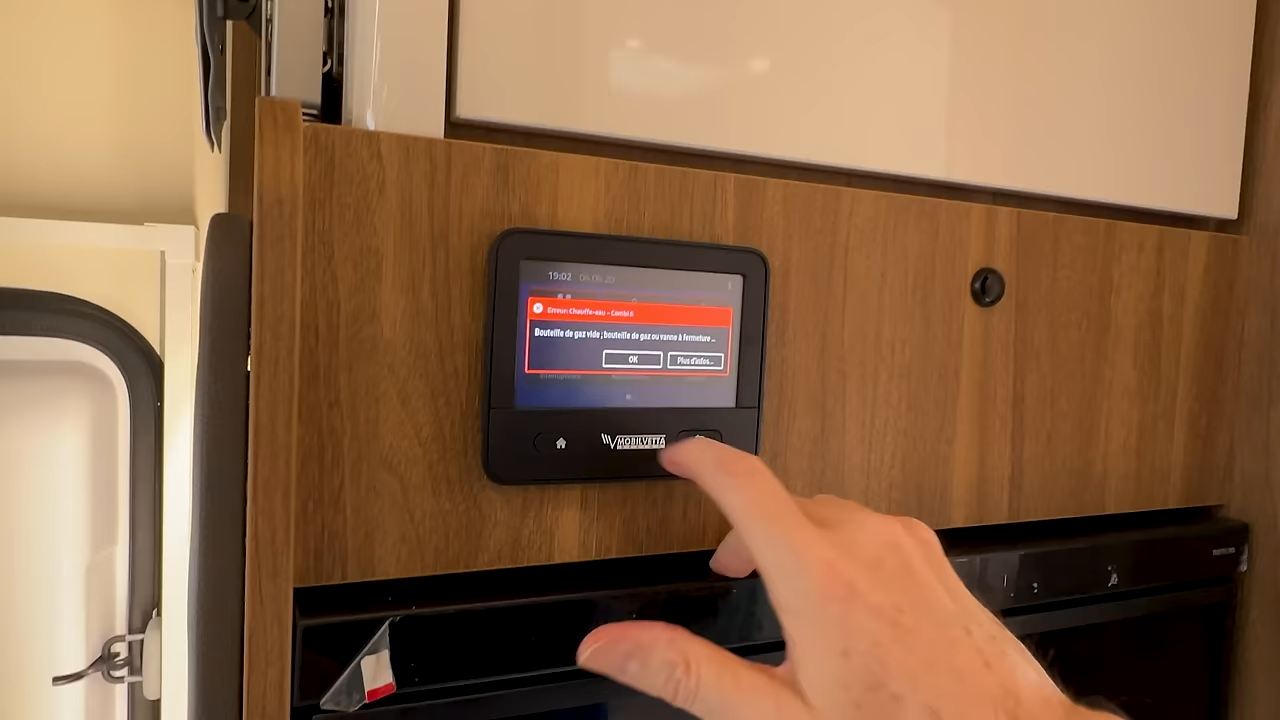 19:02
Erreur: Chauffe-eau - Combi 6
Bouteille de gaz vide ; bouteille de gaz ou vanne à fermeture ...
OK
Plus d'infos...
MOBILVETTA